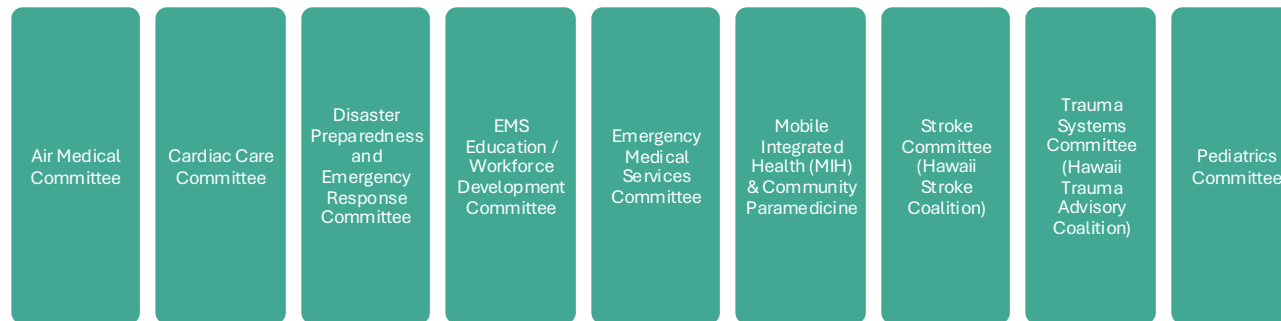 Air Medical
Committee
Cardiac Care
Committee
Disaster
Preparedness
and
Emergency
Response
Committee
EMS
Education /
Workforce
Development
Committee
Emergency
Medical
Services
Committee
Mobile
Integrated
Health (MIH)
& Community
Paramedicine
Stroke
Committee
(Hawaii
Stroke
Coalition)
Trauma
Systems
Committee
(Hawaii
Trauma
Advisory
Coalition)
Pediatrics
Committee